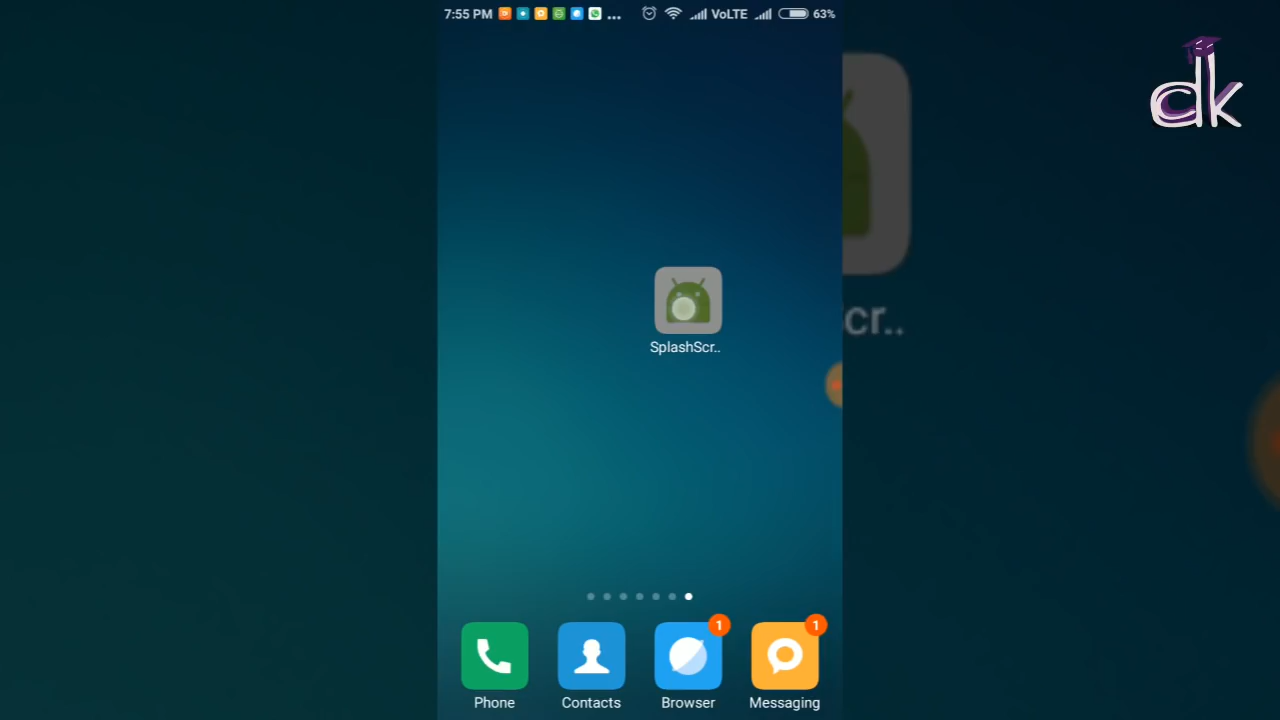 7:55 PM ... VoLTE 63%
dk
SplashScr..
cr..
1 1
Phone Contacts Browser Messaging